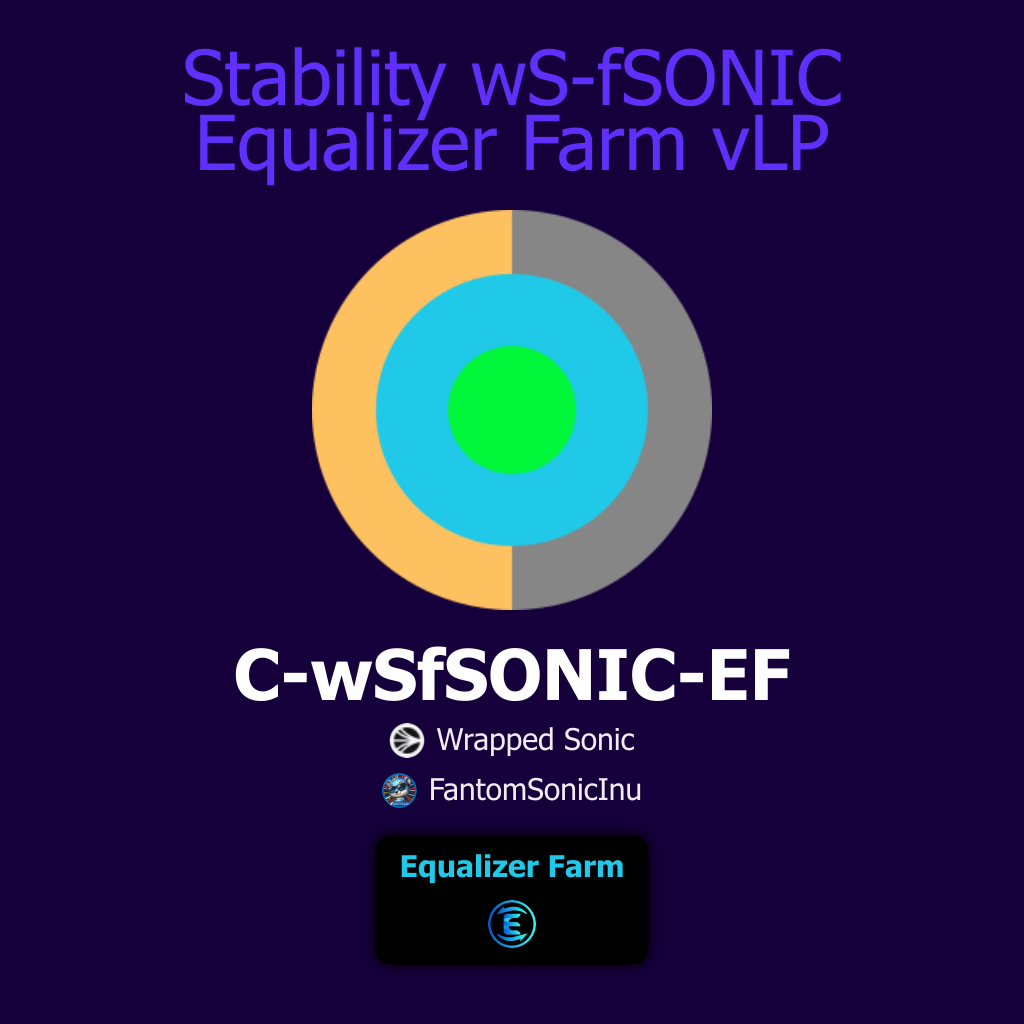 Stability wS-fSONIC
Equalizer Farm vLP
C-wSfSONIC-EF
Wrapped Sonic
FantomSonicInu
Equalizer Farm
E